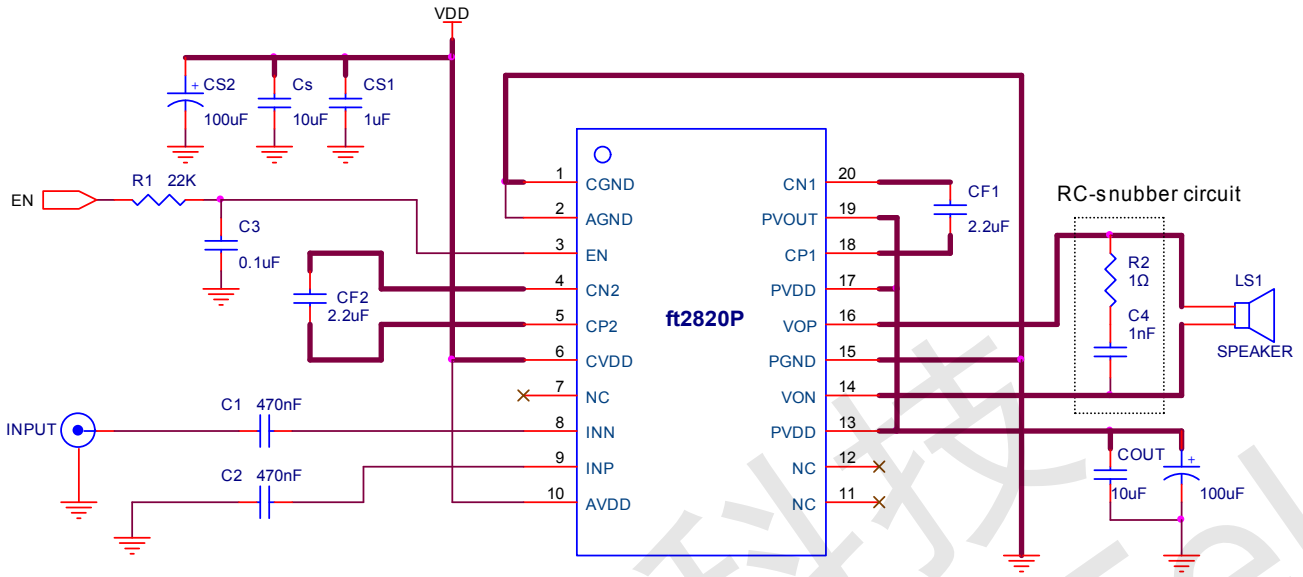 VDD
CS2
100uF
Cs
10uF
CS1
1uF
EN
R1 22K
C3
0.1uF
CF2
2.2uF
INPUT
C1 470nF
C2 470nF
ft2820P
1 CGND
2 AGND
3 EN
4 CN2
5 CP2
6 CVDD
7 NC
8 INN
9 INP
10 AVDD
CN1 20
PVOUT 19
CP1 18
PVDD 17
VOP 16
PGND 15
VON 14
PVDD 13
NC 12
NC 11
CF1
2.2uF
RC-snubber circuit
R2
1Ω
C4
1nF
LS1
SPEAKER
COUT
10uF
100uF
科技